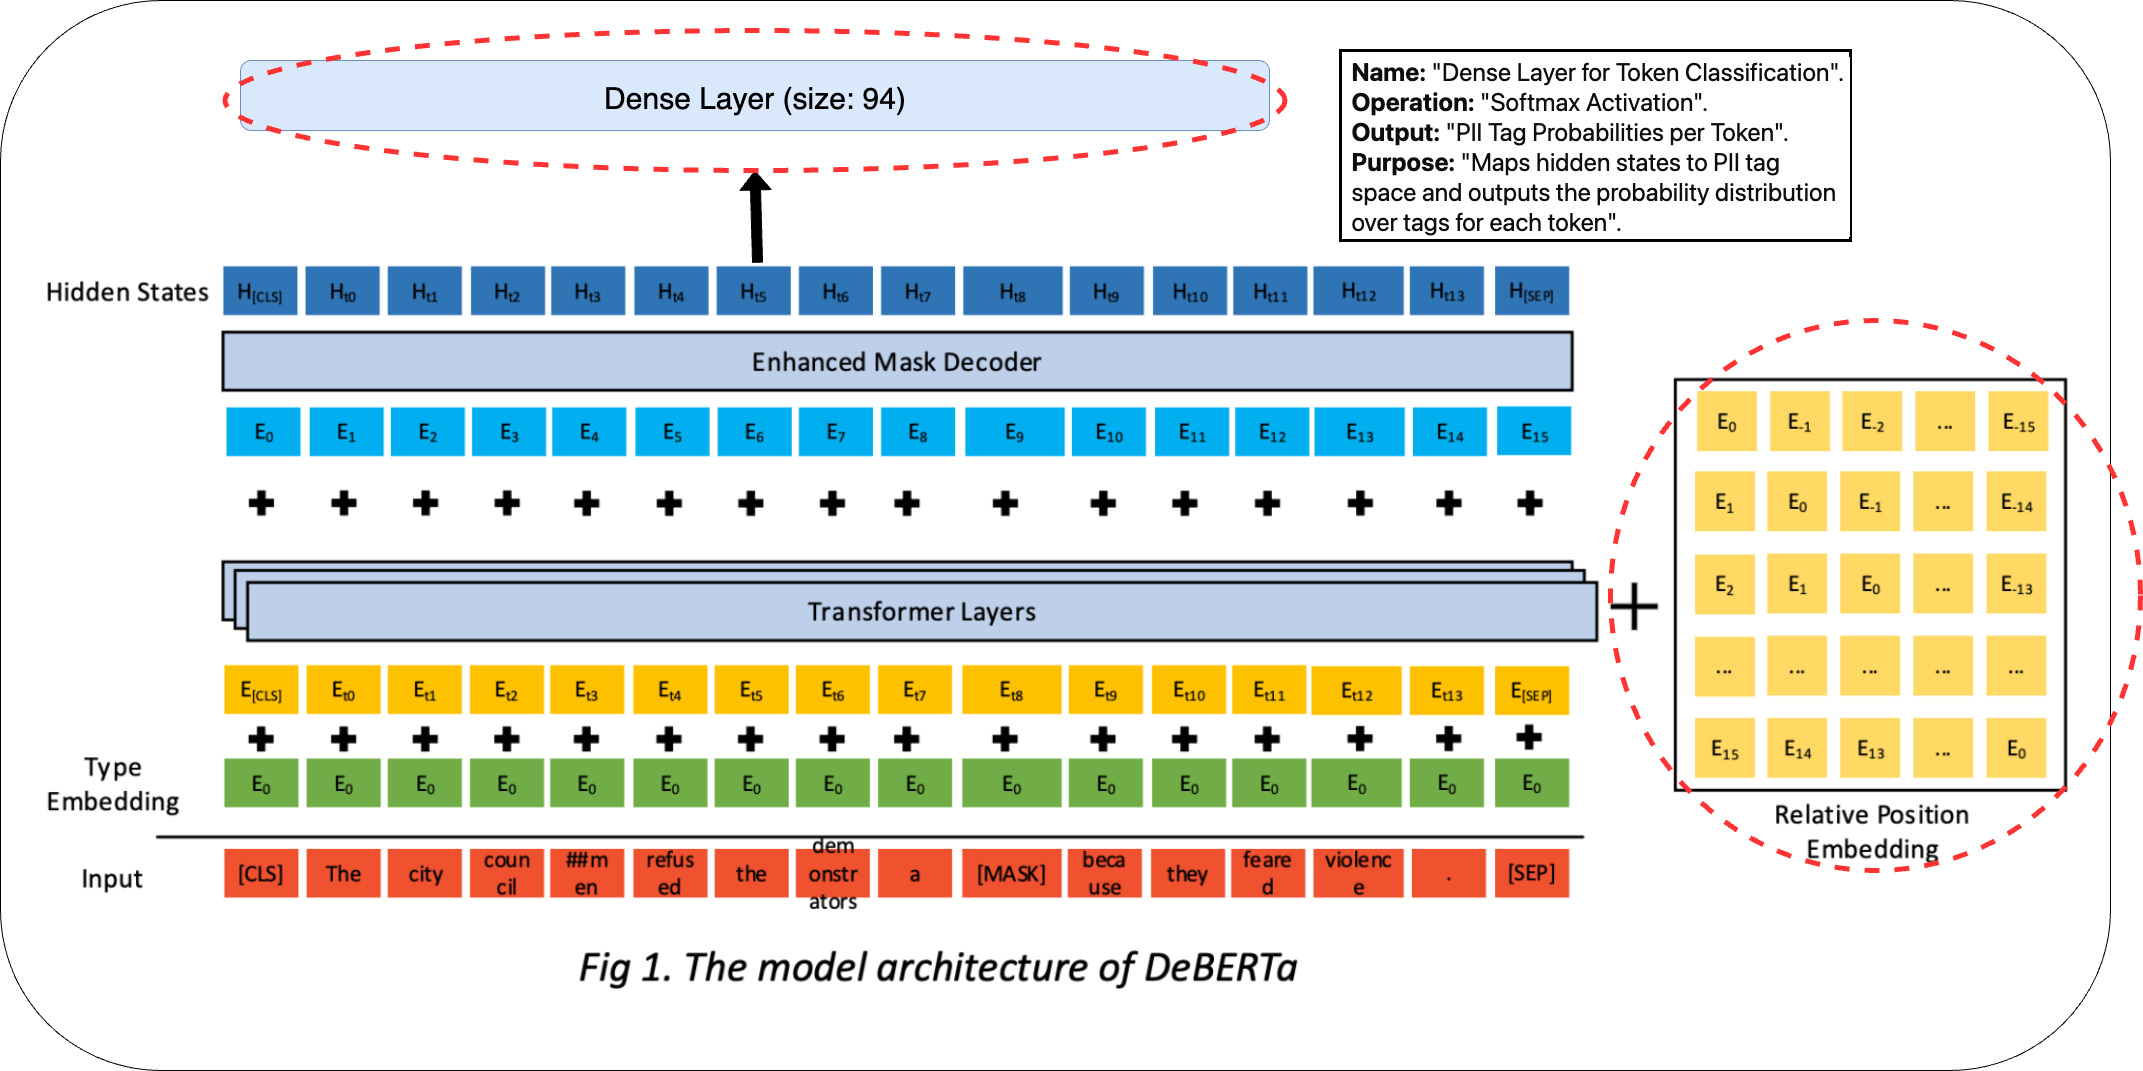 Dense Layer (size: 94)
Name: "Dense Layer for Token Classification".
Operation: "Softmax Activation".
Output: "PII Tag Probabilities per Token".
Purpose: "Maps hidden states to PII tag
space and outputs the probability distribution
over tags for each token".
Hidden States H[CLS] Ht0 Ht1 Ht2 Ht3 Ht4 Ht5 Ht6 Ht7 Ht8 Ht9 Ht10 Ht11 Ht12 Ht13 H[SEP]
Enhanced Mask Decoder
E0 E1 E2 E3 E4 E5 E6 E7 E8 E9 E10 E11 E12 E13 E14 E15
+ + + + + + + + + + + + + + + +
Transformer Layers
+
E[CLS] Et0 Et1 Et2 Et3 Et4 Et5 Et6 Et7 Et8 Et9 Et10 Et11 Et12 Et13 E[SEP]
+ + + + + + + + + + + + + + + +
Type
Embedding
E0 E0 E0 E0 E0 E0 E0 E0 E0 E0 E0 E0 E0 E0 E0 E0
Input
[CLS]
The
city
coun
cil
##m
en
refus
ed
the
dem
onstr
ators
a
[MASK]
beca
use
they
feare
d
violenc
e
.
[SEP]
E0 E-1 E-2 ... E-15
E1 E0 E-1 ... E-14
E2 E1 E0 ... E-13
... ... ... ... ...
E15 E14 E13 ... E0
Relative Position
Embedding
Fig 1. The model architecture of DeBERTa